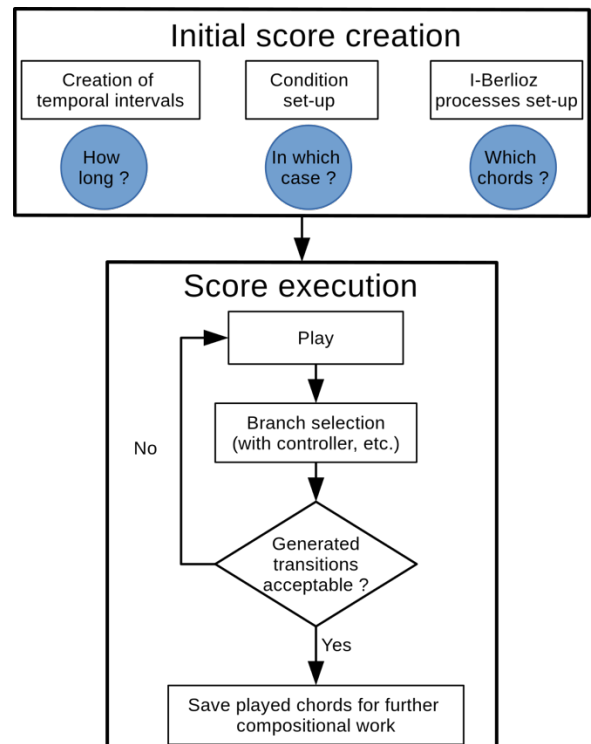 Initial score creation
Creation of
temporal intervals
Condition
set-up
I-Berlioz
processes set-up
How
long ?
In which
case ?
Which
chords ?
Score execution
Play
Branch selection
(with controller, etc.)
No
Generated
transitions
acceptable ?
Yes
Save played chords for further
compositional work